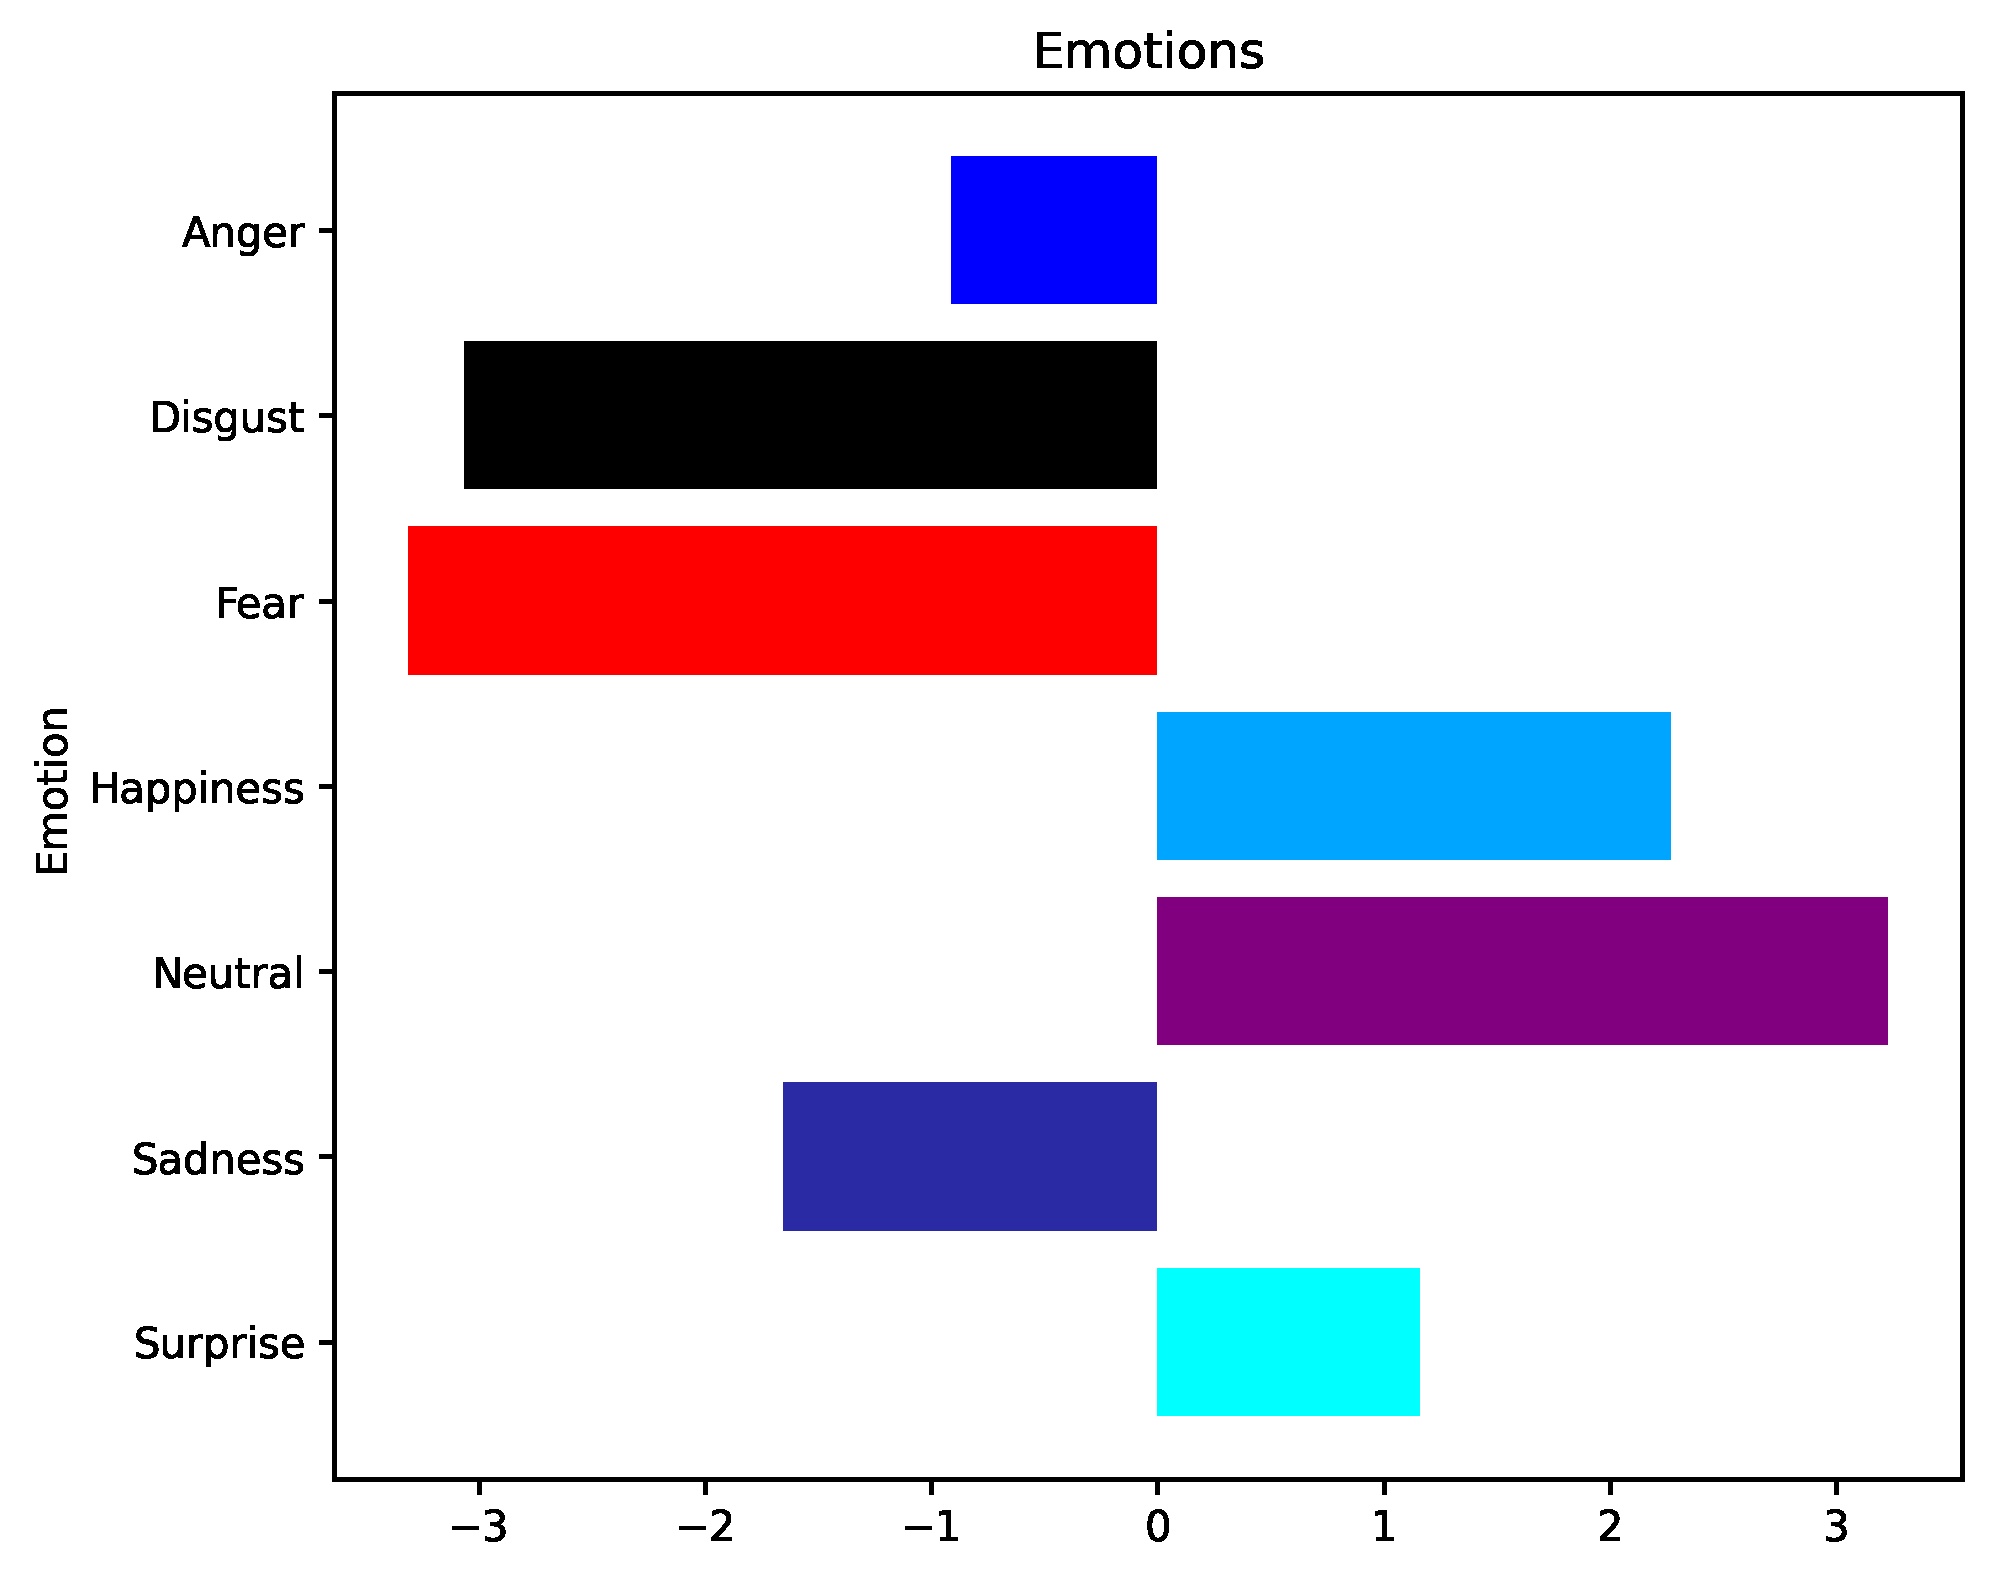 Emotions
Anger
Disgust
Fear
Happiness
Neutral
Sadness
Surprise
Emotion
−3 −2 −1 0 1 2 3